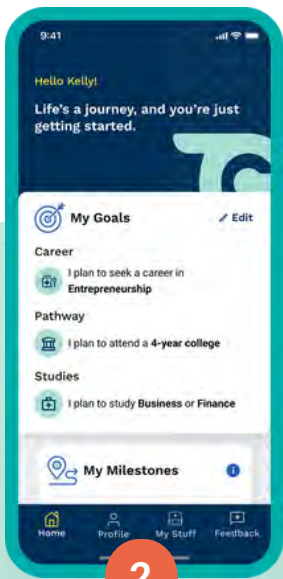 9:41
Hello Kelly!
Life's a journey, and you're just
getting started.
My Goals
Edit
Career
I plan to seek a career in
Entrepreneurship
Pathway
I plan to attend a 4-year college
Studies
I plan to study Business or Finance
My Milestones
Home Profile My Stuff Feedback
2